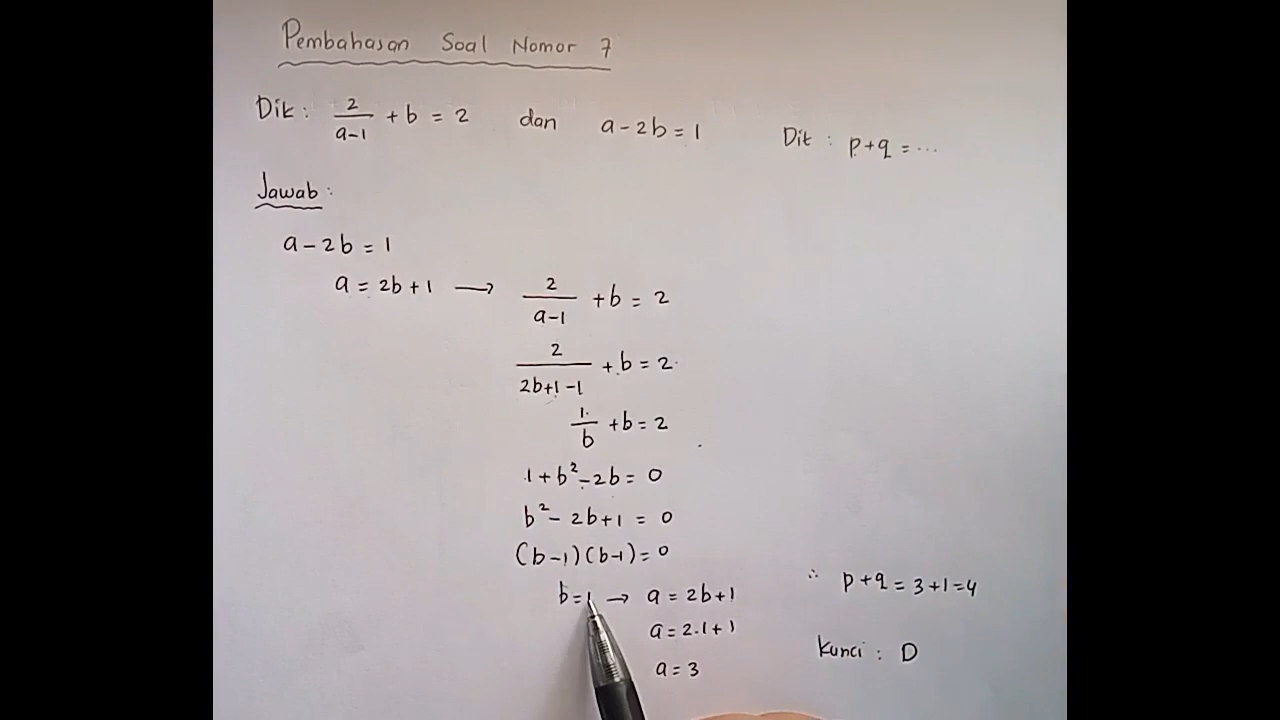 Pembahasan Soal Nomor 7
Dik : 2/(a-1) + b = 2 dan a - 2b = 1 Dit : p+q = ...
Jawab :
a - 2b = 1
a = 2b + 1 → 2/(a-1) + b = 2
2/(2b+1-1) + b = 2
1/b + b = 2
1 + b² - 2b = 0
b² - 2b + 1 = 0
(b-1)(b-1) = 0
b = 1 → a = 2b + 1
a = 2.1 + 1
a = 3
∴ p+q = 3+1 = 4
Kunci : D